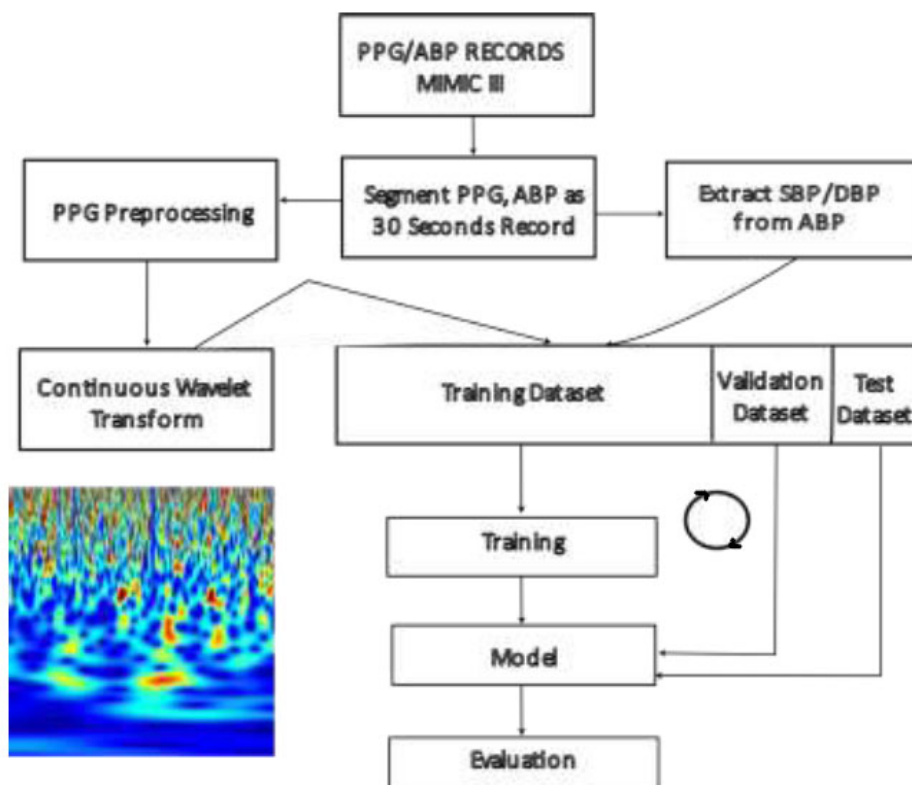 PPG/ABP RECORDS
MIMIC III
PPG Preprocessing
Segment PPG, ABP as
30 Seconds Record
Extract SBP/DBP
from ABP
Continuous Wavelet
Transform
Training Dataset
Validation
Dataset
Test
Dataset
Training
Model
Evaluation